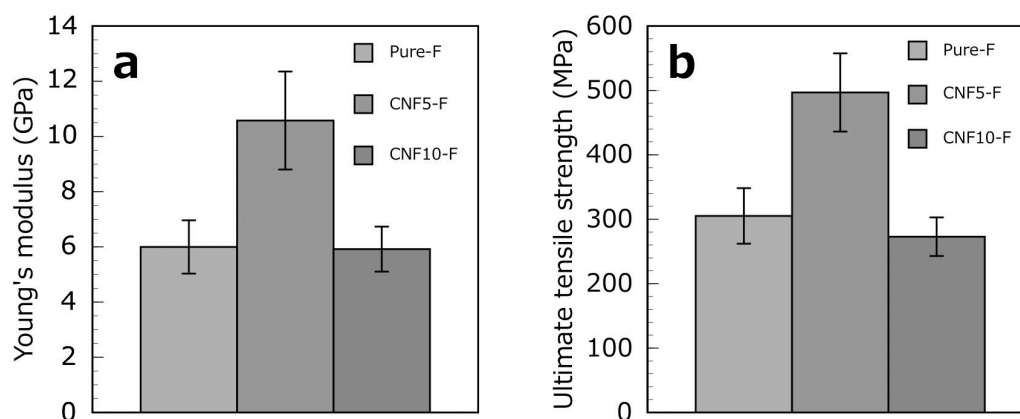 a
Young's modulus (GPa)
14
12
10
8
6
4
2
0
Pure-F
CNF5-F
CNF10-F
b
Ultimate tensile strength (MPa)
600
500
400
300
200
100
0
Pure-F
CNF5-F
CNF10-F